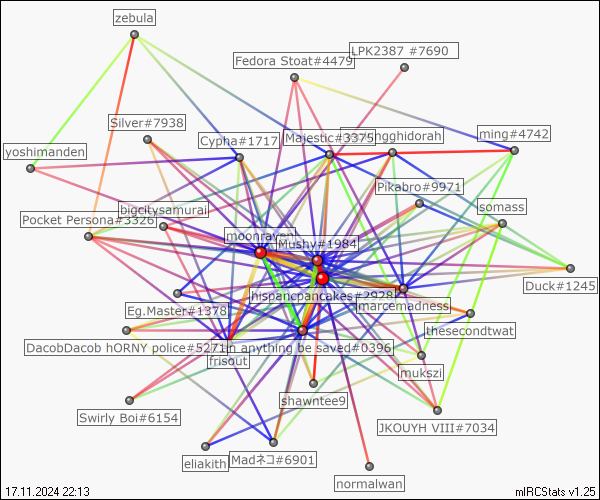 zebula
LPK2387 #7690
Fedora Stoat#4479
Silver#7938
Cypha#1717
Majestic#3375
ngghidorah
ming#4742
yoshimanden
Pikabro#9971
bigcitysamurai
isomass
Pocket Persona#3326
moonraven
Mushy#1984
Duck#1245
hispancpancakes#2928
Eg.Master#1378
marcemadness
thesecondtwat
DacobDacob hORNY police#5271
n anything be saved#0396
frisout
mukszi
shawntee9
Swirly Boi#6154
JKOUYH VIII#7034
eliakith
Madネコ#6901
normalwan
17.11.2024 22:13
mIRCStats v1.25